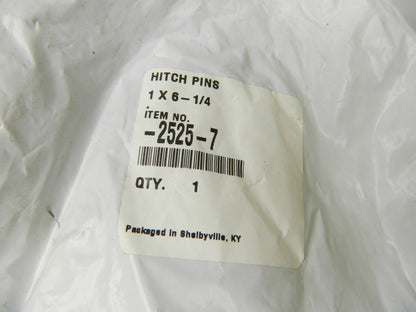 HITCH PINS
1 X 6-1/4
ITEM NO.
-2525-7
QTY. 1
Packaged in Shelbyville, KY